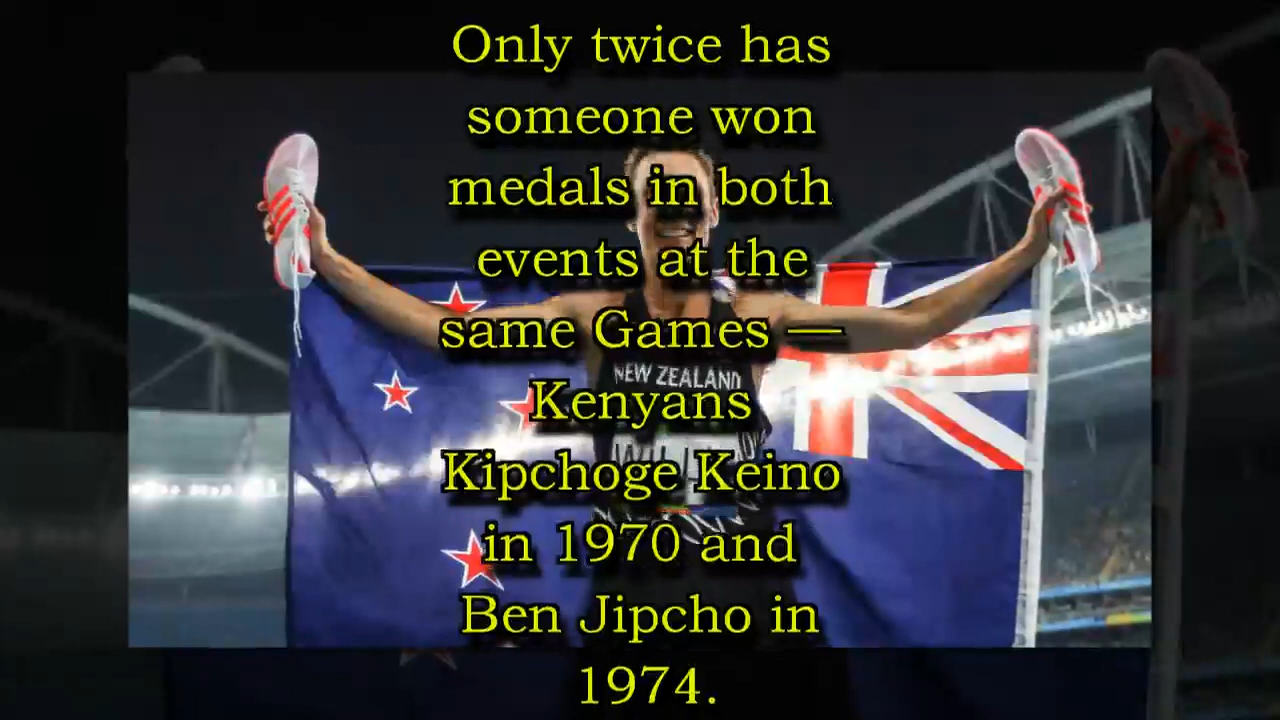 Only twice has
someone won
medals in both
events at the
same Games —
NEW ZEALAND
Kenyans
Kipchoge Keino
in 1970 and
Ben Jipcho in
1974.